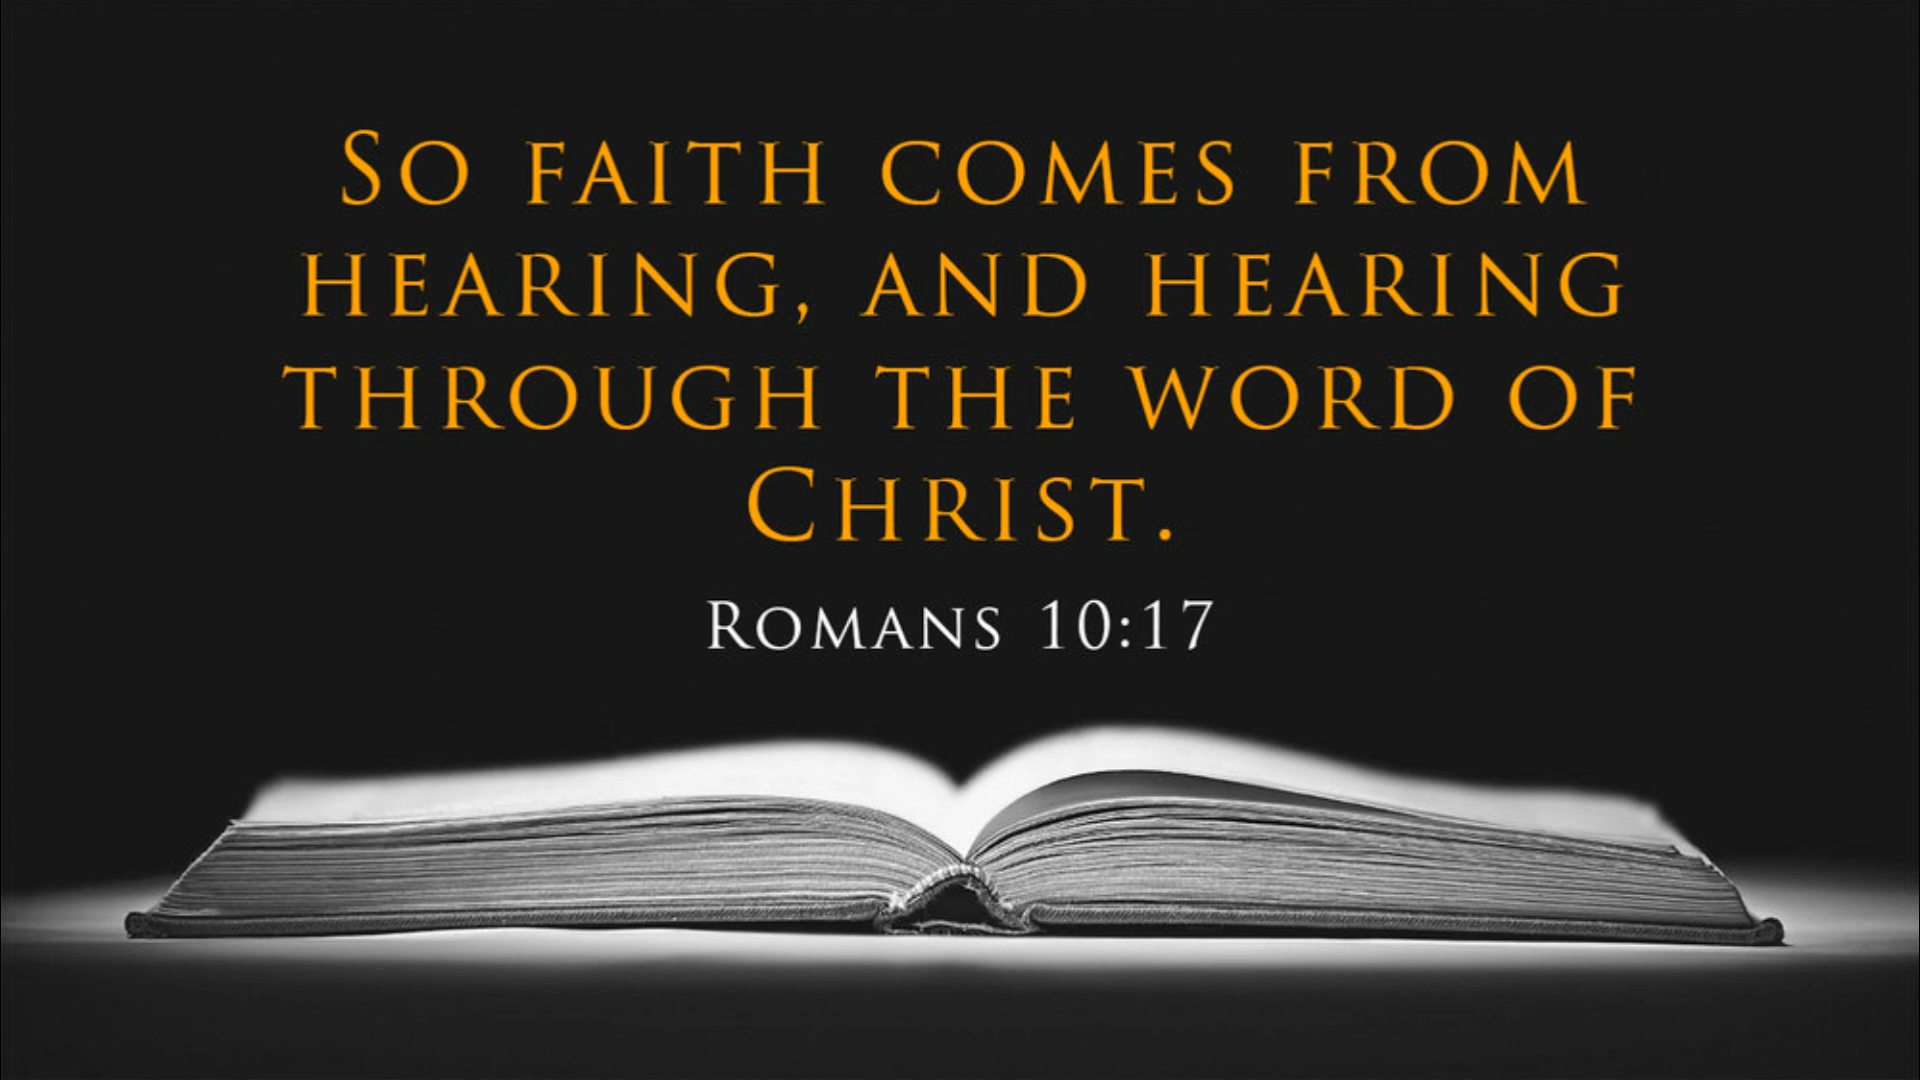 So faith comes from
hearing, and hearing
through the word of
Christ.
Romans 10:17